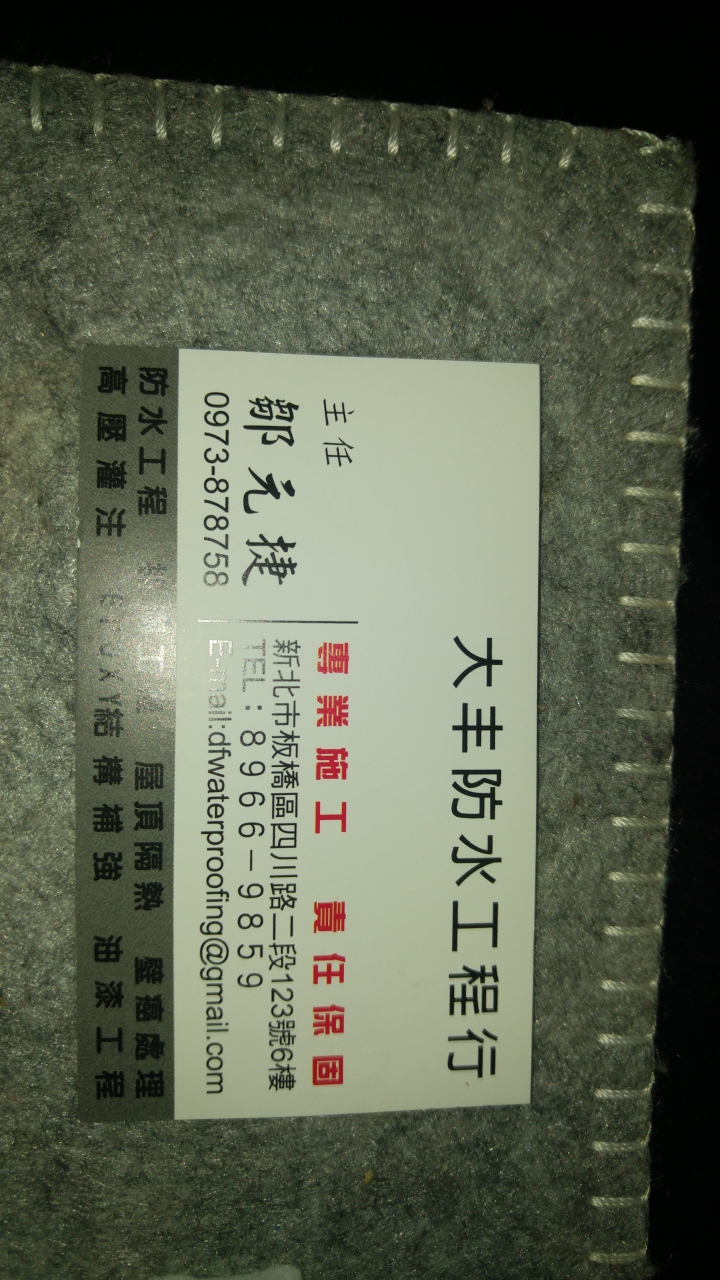 大丰防水工程行
主任
鄒元捷
0973-878758
專業施工 責任保固
新北市板橋區四川路二段123號6樓
TEL:8966-9859
E-mail:dfwaterproofing@gmail.com
防水工程 屋頂隔熱 壁癌處理
高壓灌注 結構補強 油漆工程